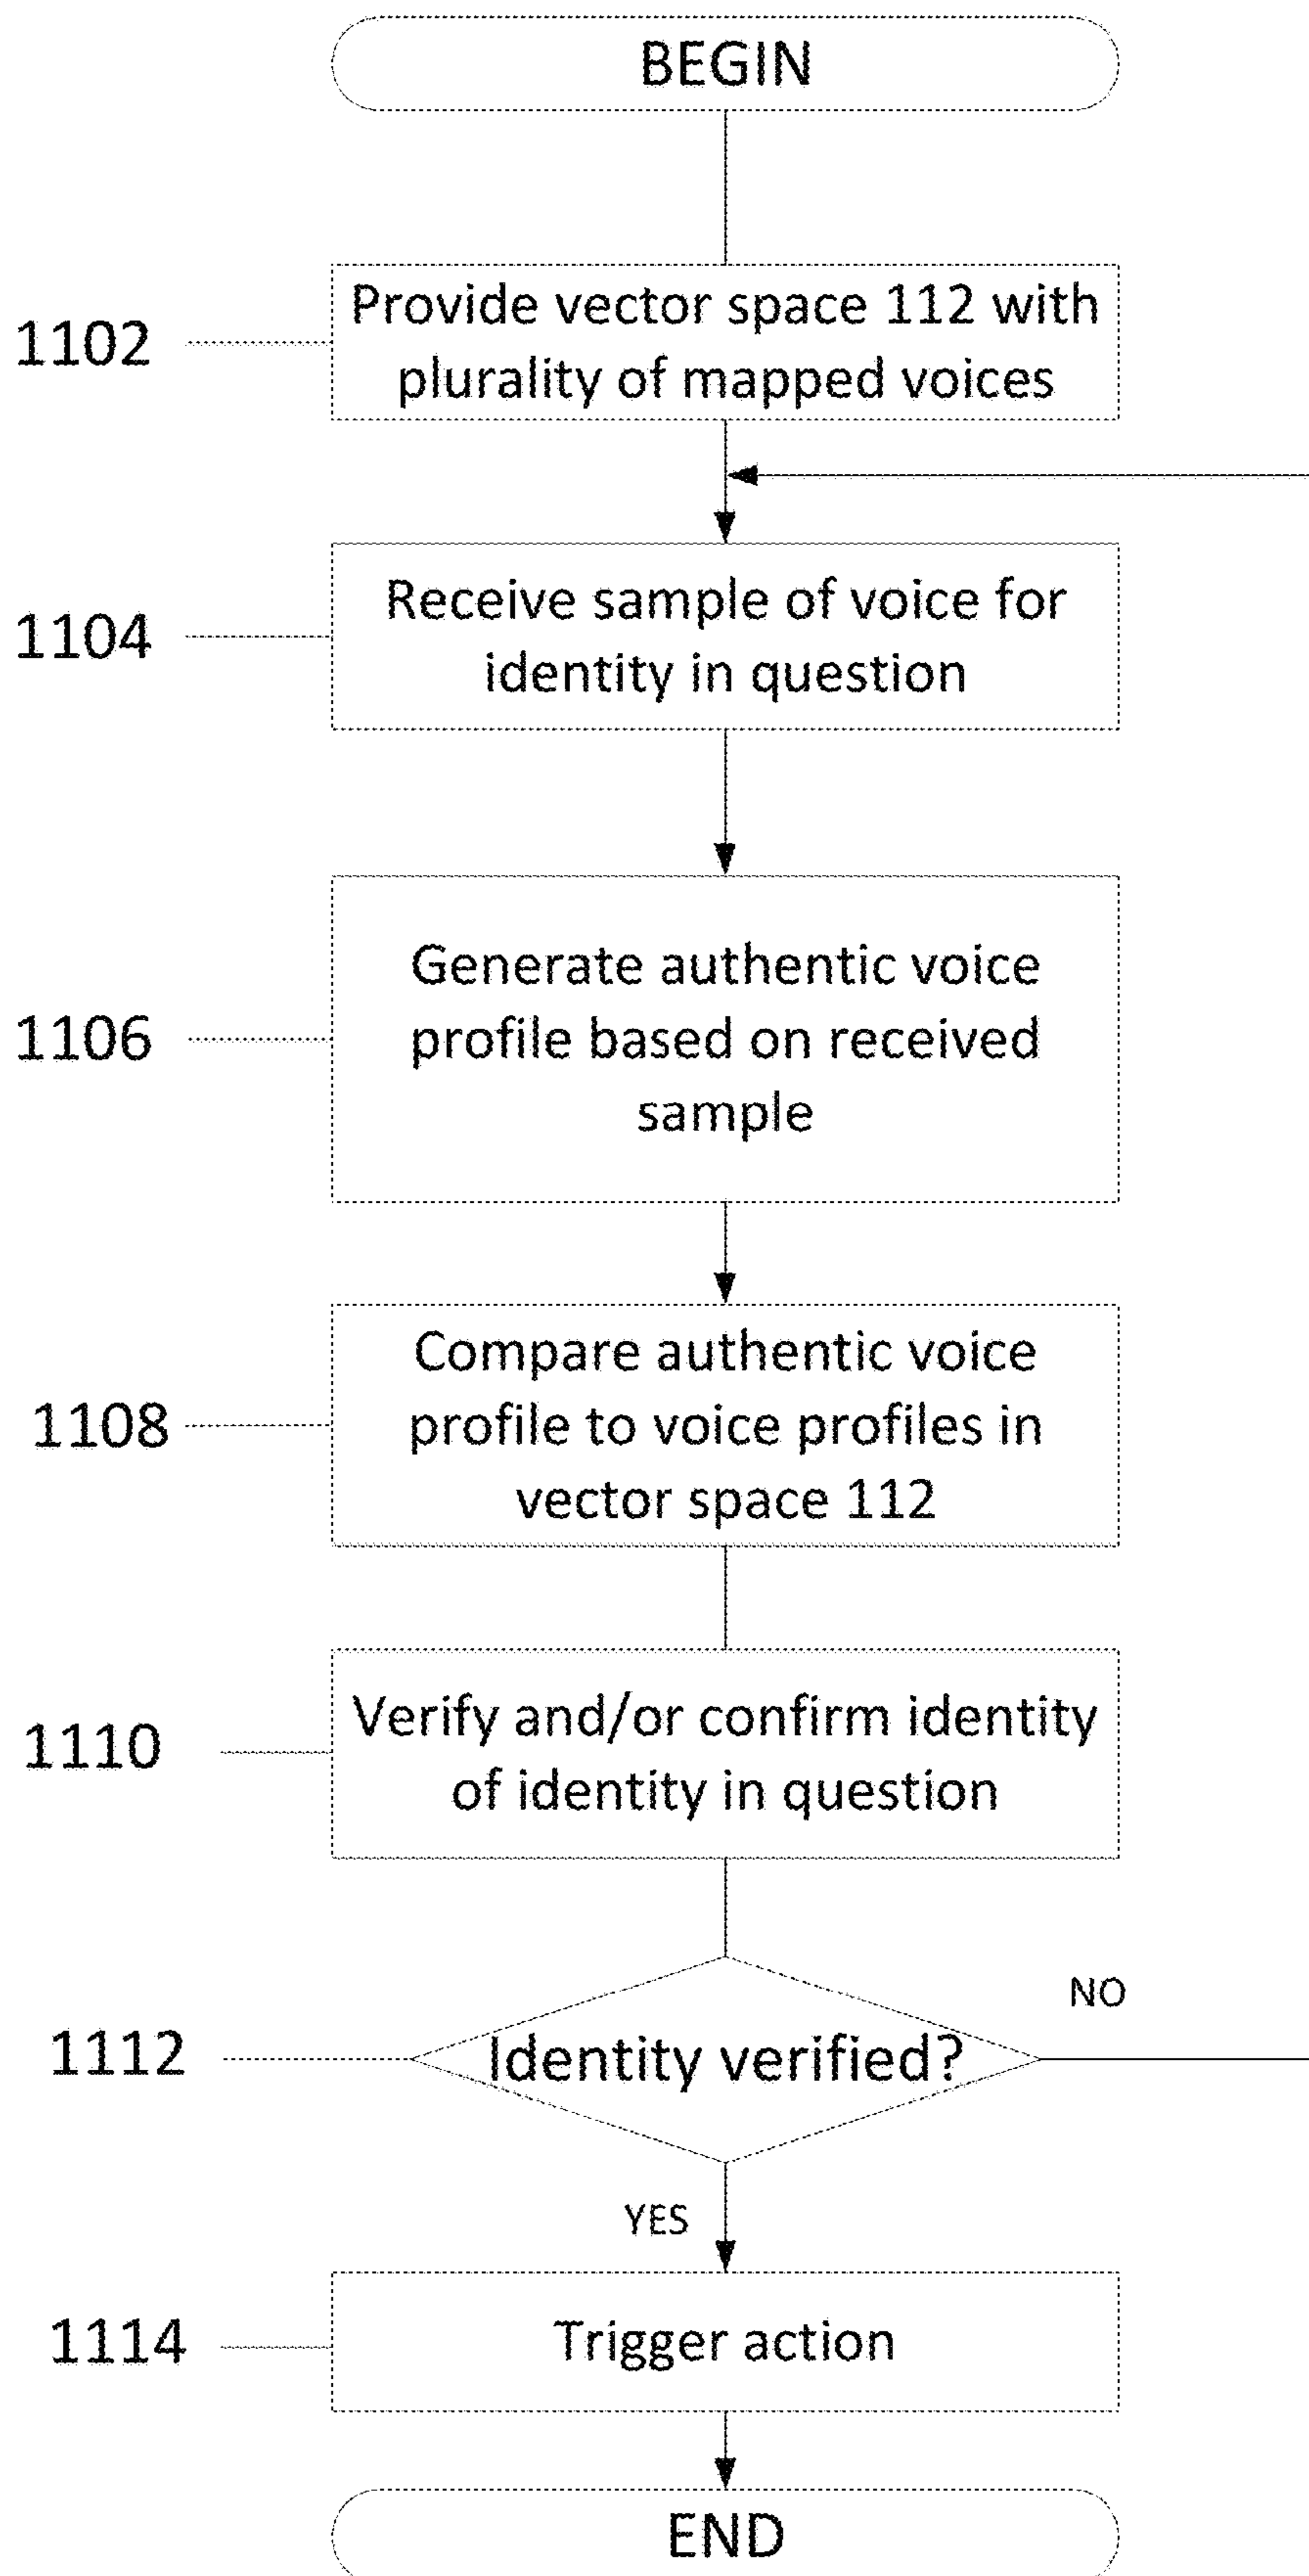 BEGIN
1102
Provide vector space 112 with
plurality of mapped voices
1104
Receive sample of voice for
identity in question
1106
Generate authentic voice
profile based on received
sample
1108
Compare authentic voice
profile to voice profiles in
vector space 112
1110
Verify and/or confirm identity
of identity in question
NO
1112
Identity verified?
YES
1114
Trigger action
END